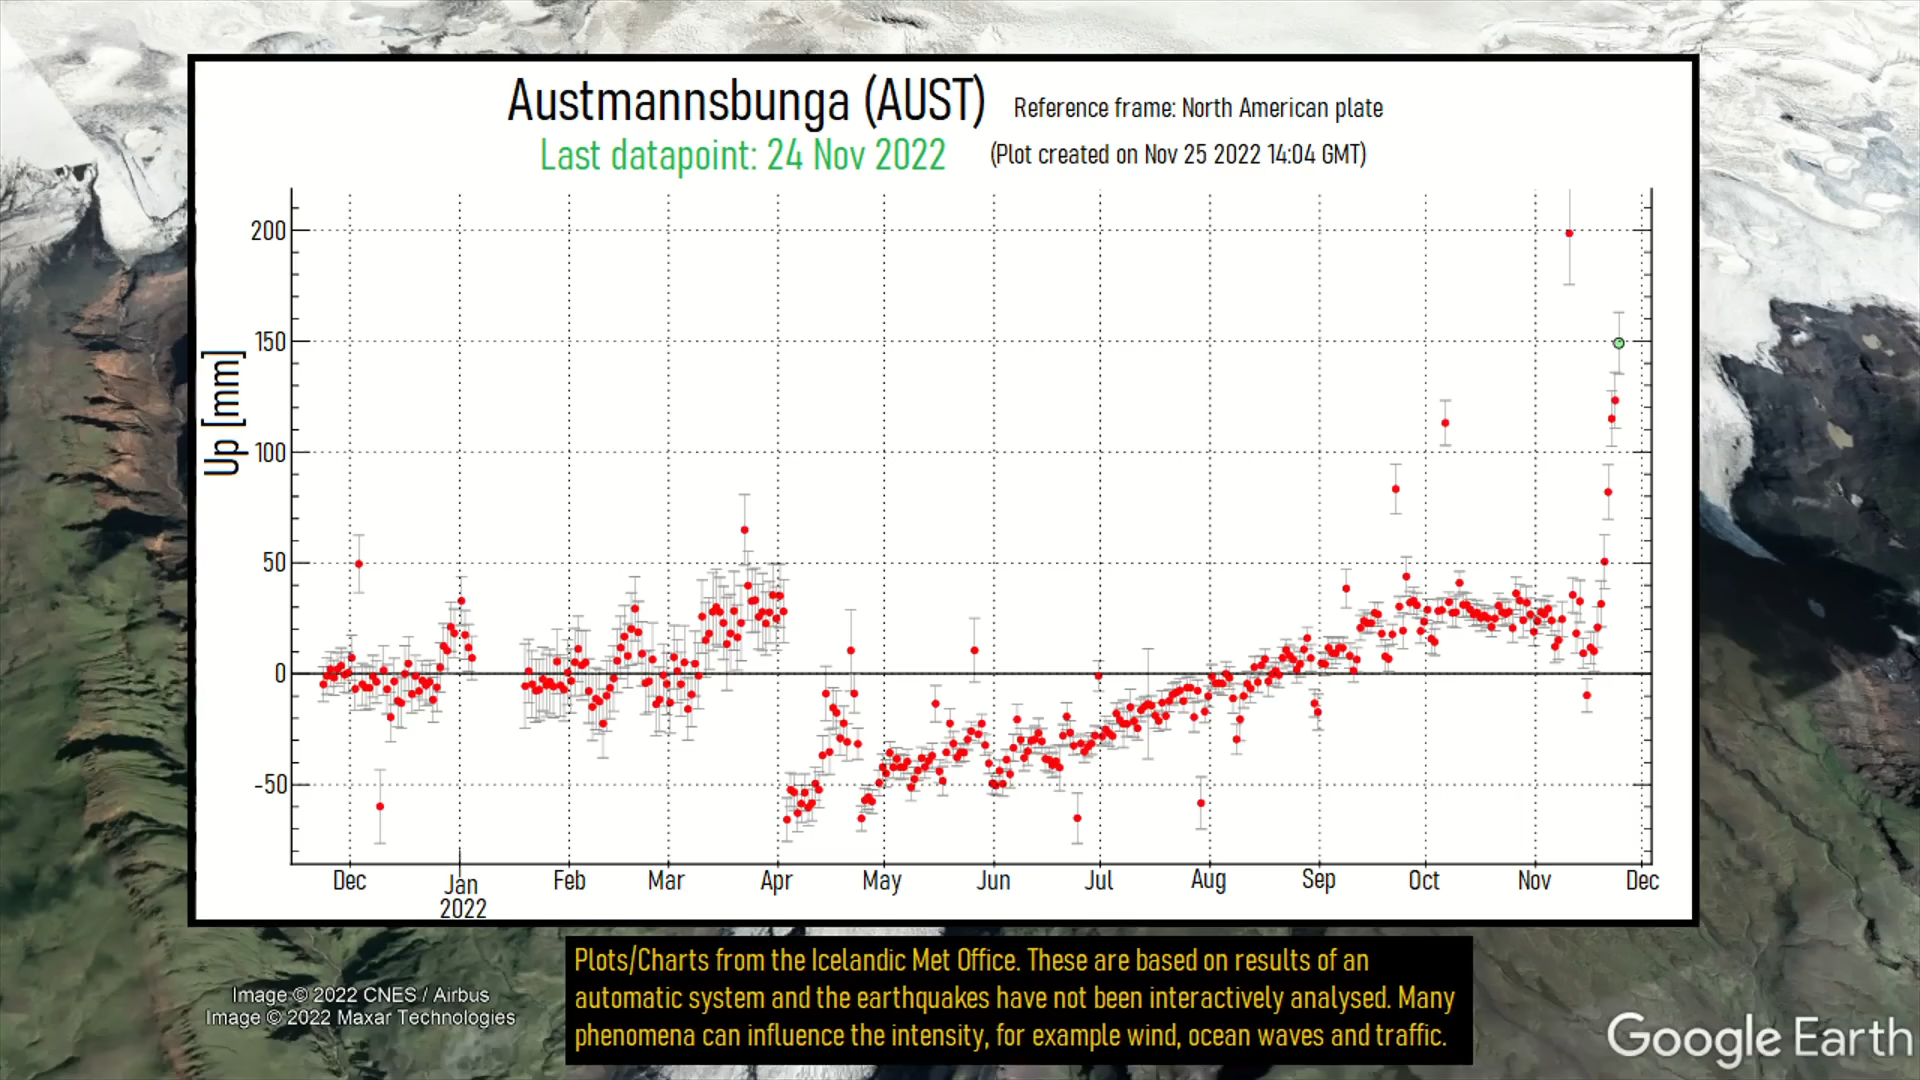 Austmannsbunga (AUST) Reference frame: North American plate
Last datapoint: 24 Nov 2022 (Plot created on Nov 25 2022 14:04 GMT)
Up [mm]
200
150
100
50
0
-50
Dec Jan Feb Mar Apr May Jun Jul Aug Sep Oct Nov Dec
2022
Plots/Charts from the Icelandic Met Office. These are based on results of an
automatic system and the earthquakes have not been interactively analysed. Many
phenomena can influence the intensity, for example wind, ocean waves and traffic.
Image © 2022 CNES / Airbus
Image © 2022 Maxar Technologies
Google Earth